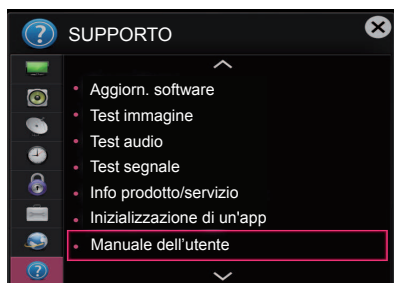 SUPPORTO
Aggiorn. software
Test immagine
Test audio
Test segnale
Info prodotto/servizio
Inizializzazione di un'app
Manuale dell'utente